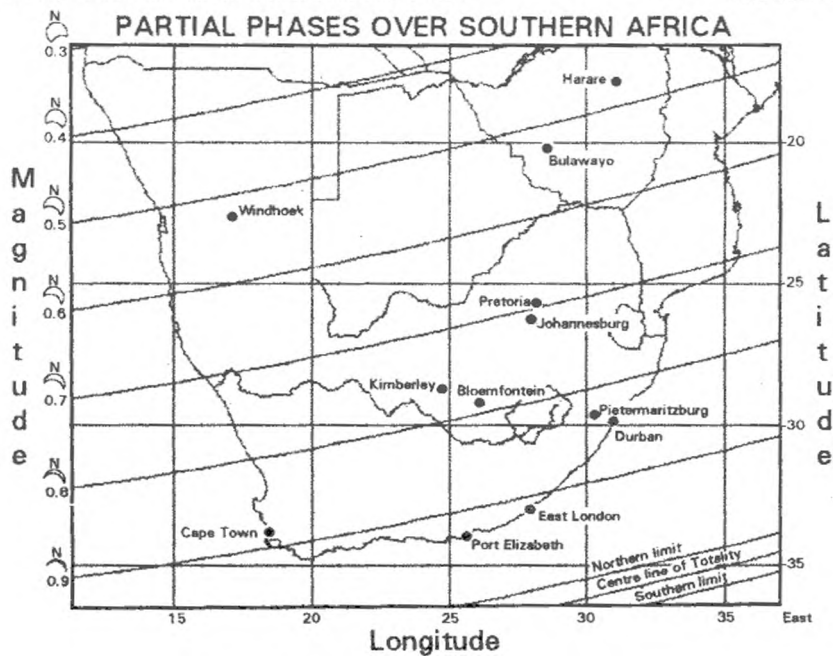 PARTIAL PHASES OVER SOUTHERN AFRICA
N
0.3
N
0.4
N
0.5
N
0.6
N
0.7
N
0.8
N
0.9
Magnitude
Harare
Bulawayo
Windhoek
Pretoria
Johannesburg
Kimberley
Bloemfontein
Pietermaritzburg
Durban
Cape Town
East London
Port Elizabeth
Northern limit
Centre line of Totality
Southern limit
20
25
30
35
Latitude
15 20 25 30 35 East
Longitude